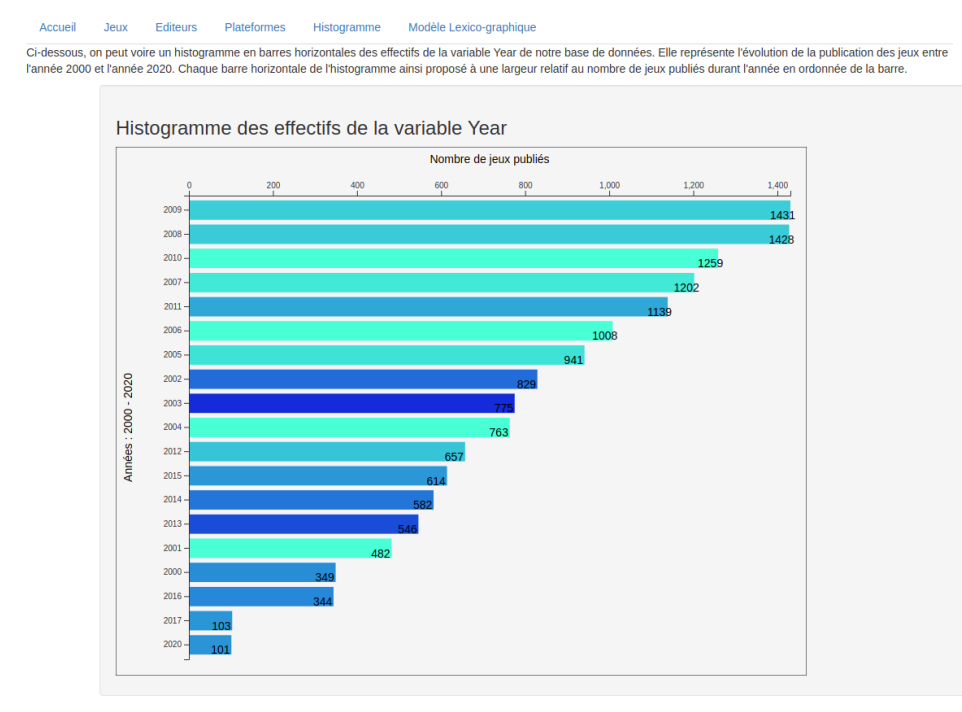 Accueil Jeux Editeurs Plateformes Histogramme Modèle Lexico-graphique
Ci-dessous, on peut voire un histogramme en barres horizontales des effectifs de la variable Year de notre base de données. Elle représente l'évolution de la publication des jeux entre
l'année 2000 et l'année 2020. Chaque barre horizontale de l'histogramme ainsi proposé à une largeur relatif au nombre de jeux publiés durant l'année en ordonnée de la barre.
Histogramme des effectifs de la variable Year
Nombre de jeux publiés
0 200 400 600 800 1,000 1,200 1,400
2009 1431
2008 1428
2010 1259
2007 1202
2011 1139
2006 1008
2005 941
2002 829
2003 775
2004 763
2012 657
2015 614
2014 582
2013 546
2001 482
2000 349
2016 344
2017 103
2020 101
Années : 2000 - 2020